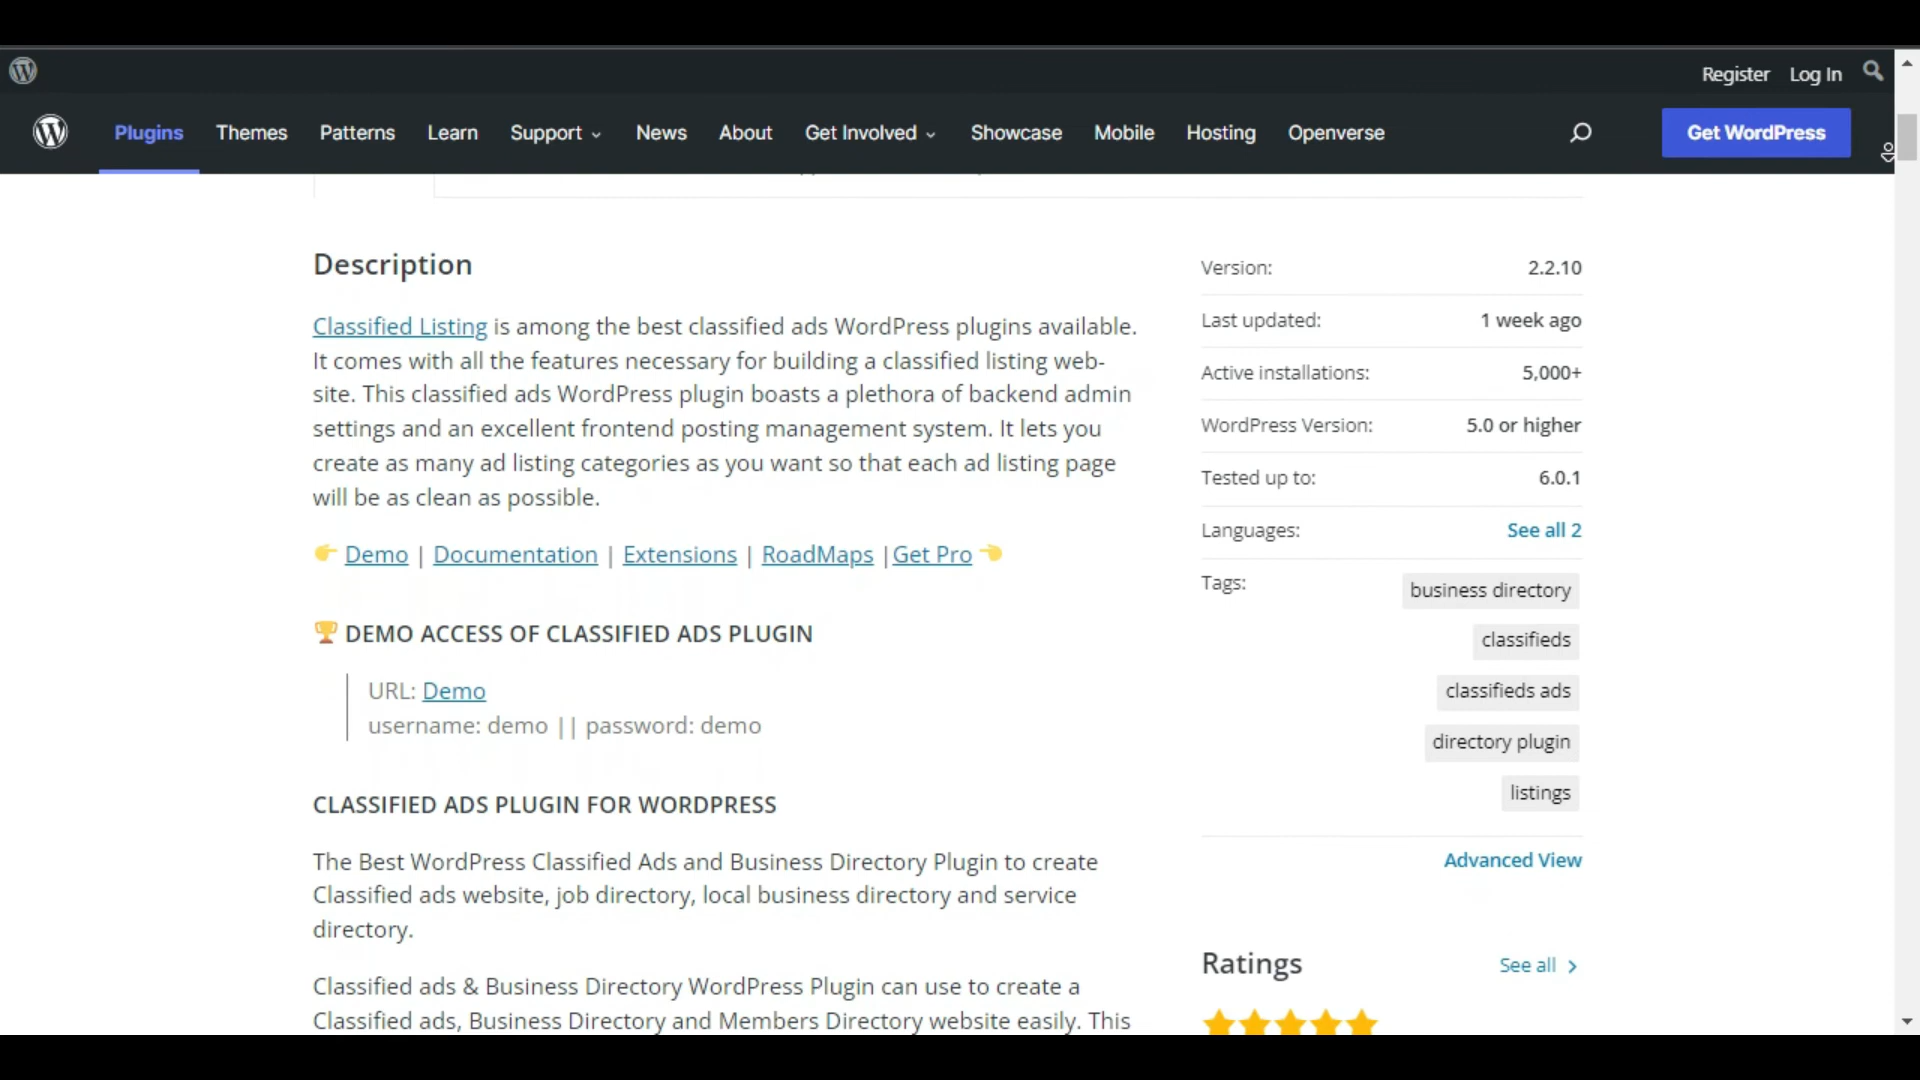 Register Log In
Plugins Themes Patterns Learn Support News About Get Involved Showcase Mobile Hosting Openverse Get WordPress
Description
Classified Listing is among the best classified ads WordPress plugins available.
It comes with all the features necessary for building a classified listing web-
site. This classified ads WordPress plugin boasts a plethora of backend admin
settings and an excellent frontend posting management system. It lets you
create as many ad listing categories as you want so that each ad listing page
will be as clean as possible.
Demo | Documentation | Extensions | RoadMaps |Get Pro
DEMO ACCESS OF CLASSIFIED ADS PLUGIN
URL: Demo
username: demo || password: demo
CLASSIFIED ADS PLUGIN FOR WORDPRESS
The Best WordPress Classified Ads and Business Directory Plugin to create
Classified ads website, job directory, local business directory and service
directory.
Classified ads & Business Directory WordPress Plugin can use to create a
Classified ads, Business Directory and Members Directory website easily. This
Version: 2.2.10
Last updated: 1 week ago
Active installations: 5,000+
WordPress Version: 5.0 or higher
Tested up to: 6.0.1
Languages: See all 2
Tags: business directory
classifieds
classifieds ads
directory plugin
listings
Advanced View
Ratings See all